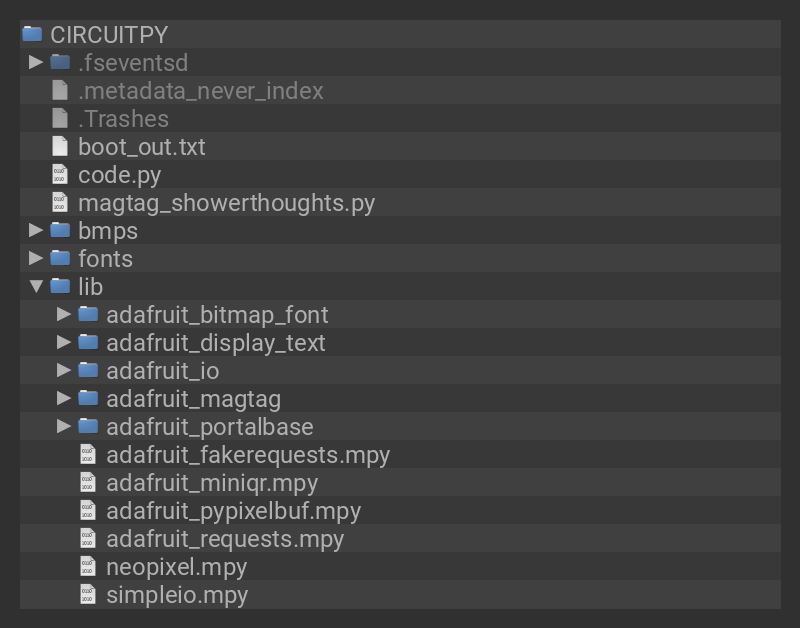 CIRCUITPY
.fseventsd
.metadata_never_index
.Trashes
boot_out.txt
code.py
magtag_showerthoughts.py
bmps
fonts
lib
adafruit_bitmap_font
adafruit_display_text
adafruit_io
adafruit_magtag
adafruit_portalbase
adafruit_fakerequests.mpy
adafruit_miniqr.mpy
adafruit_pypixelbuf.mpy
adafruit_requests.mpy
neopixel.mpy
simpleio.mpy